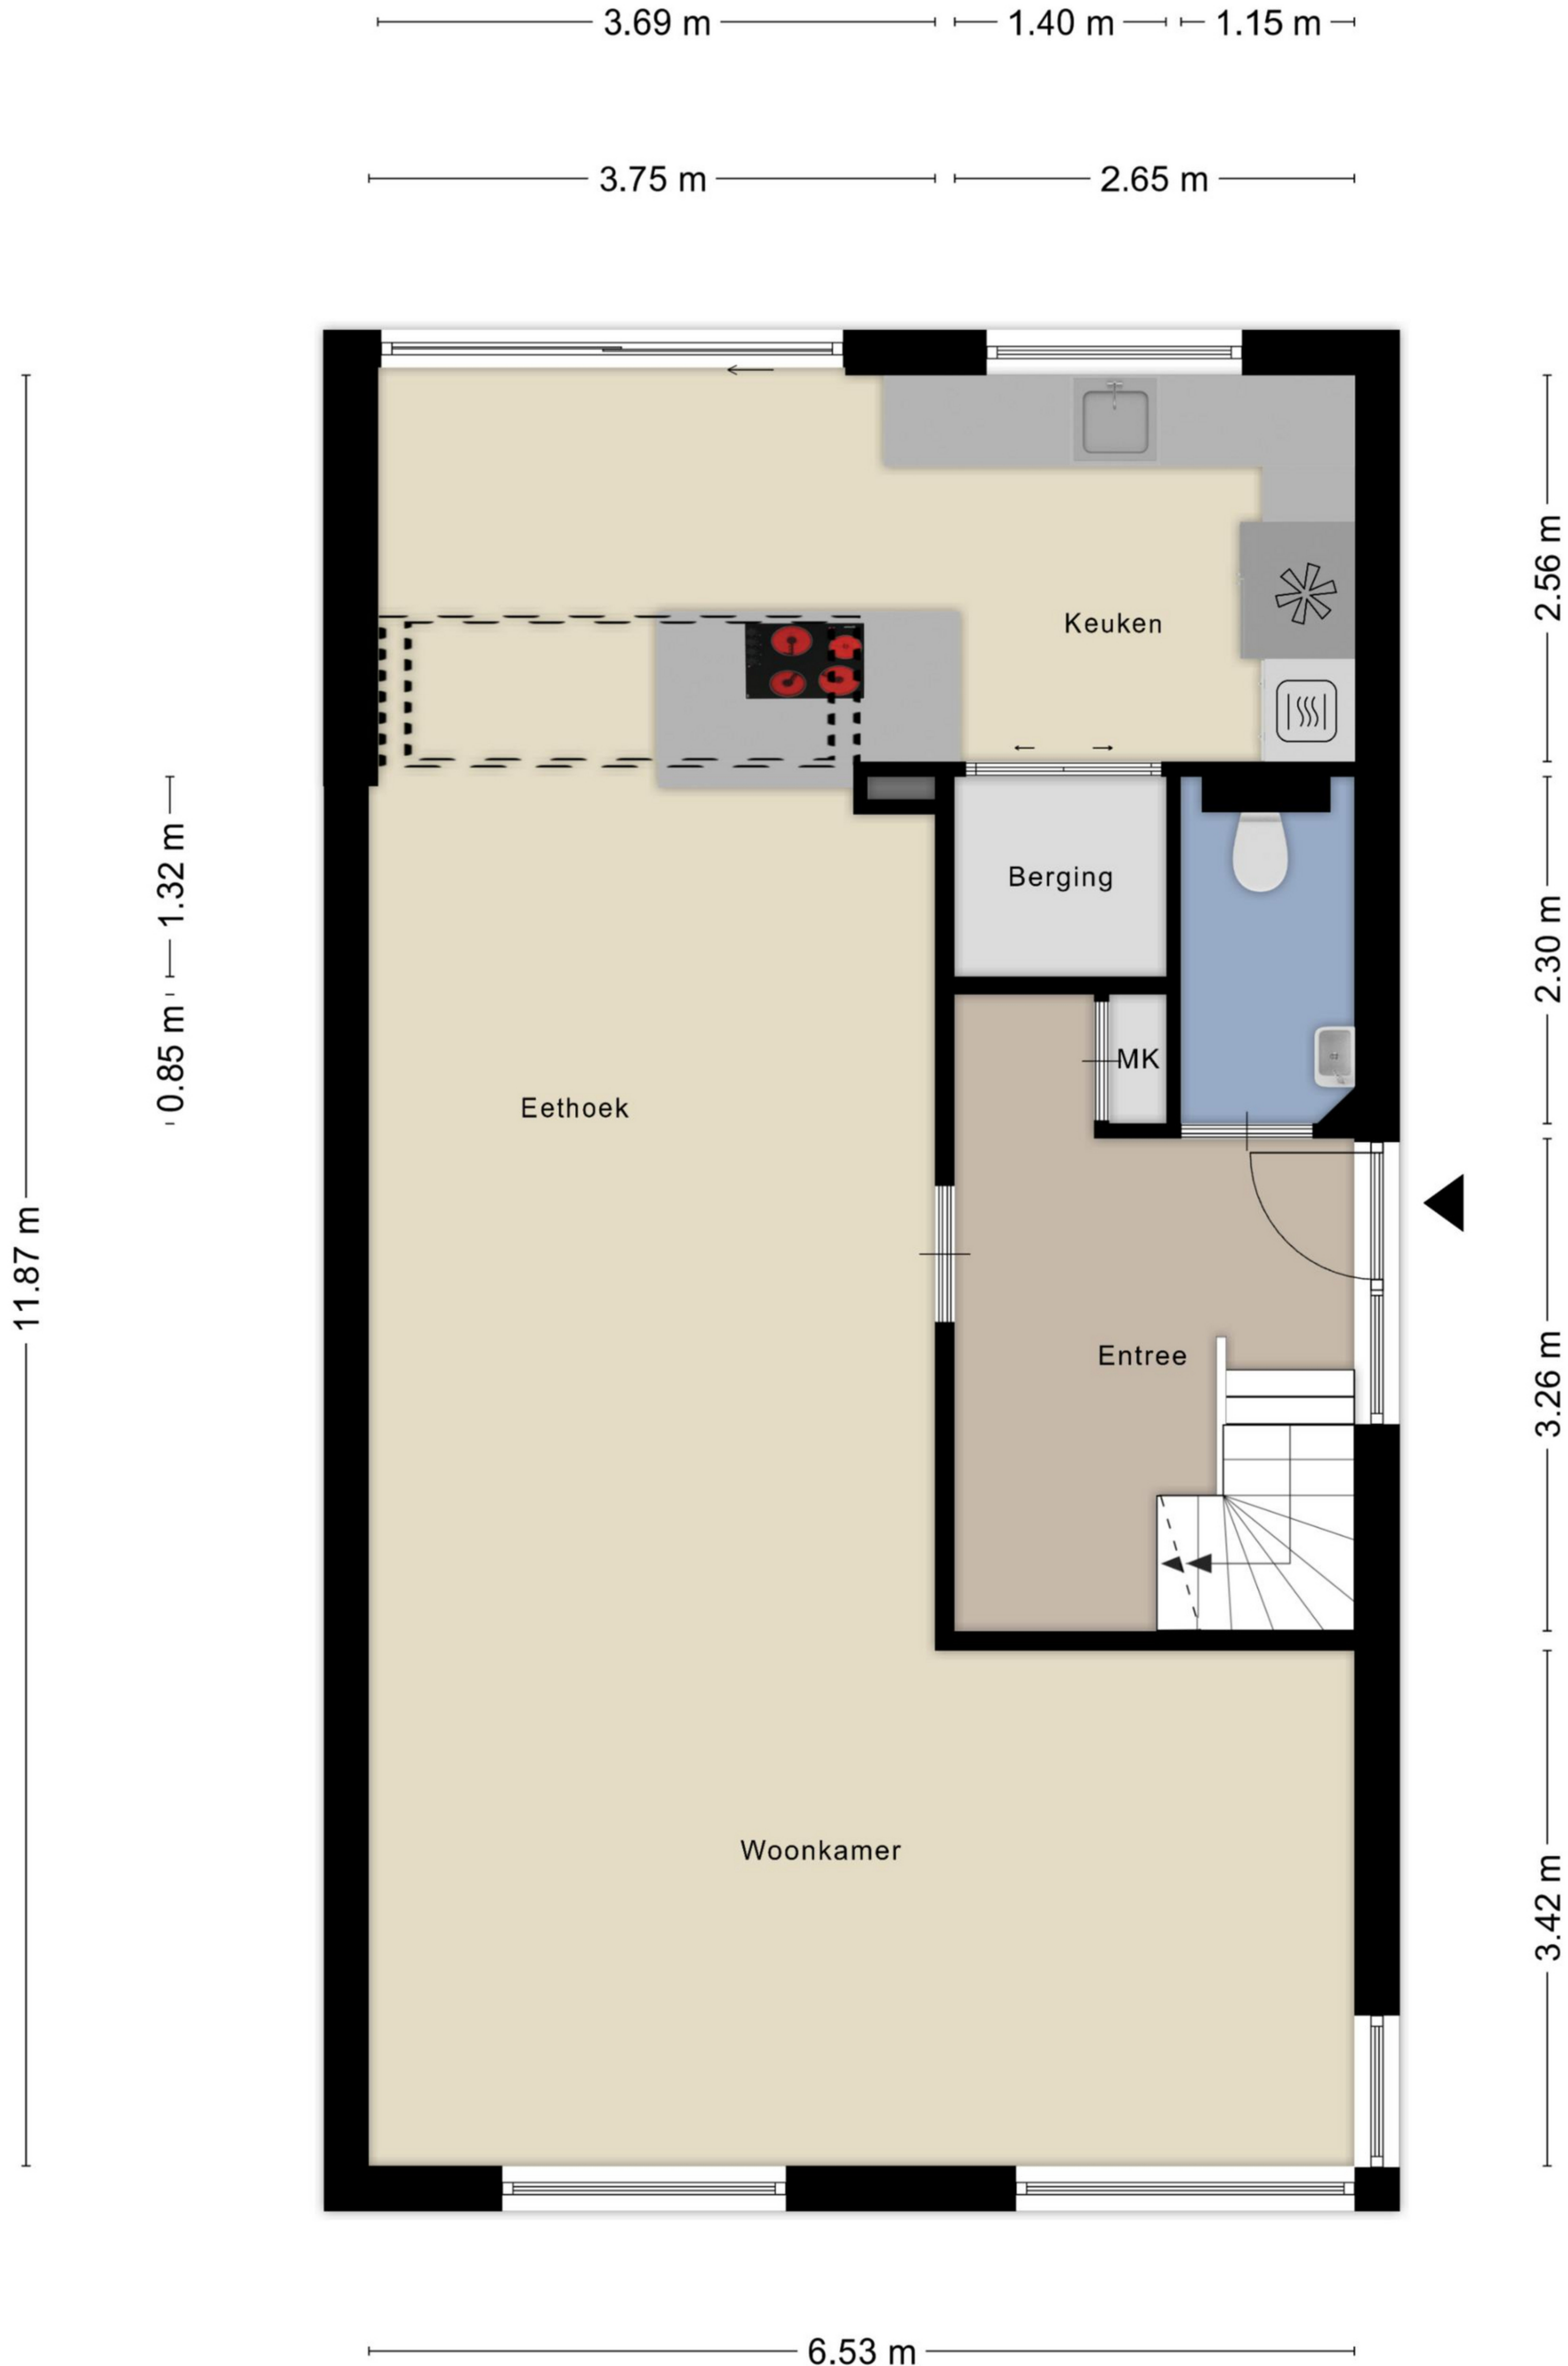 3.69 m
1.40 m
1.15 m
3.75 m
2.65 m
2.56 m
Keuken
1.32 m
Berging
2.30 m
0.85 m
MK
Eethoek
11.87 m
Entree
3.26 m
Woonkamer
3.42 m
6.53 m